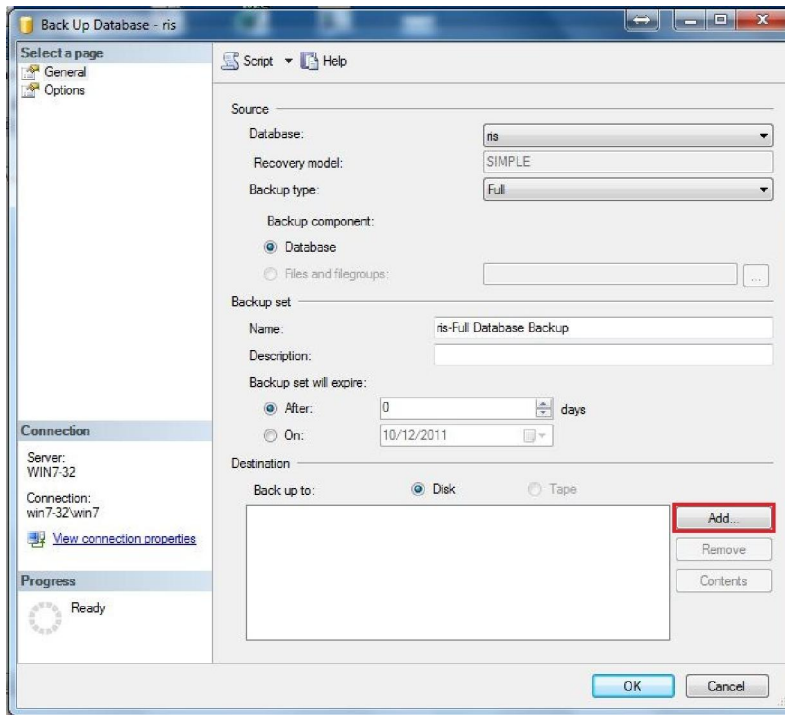 Back Up Database - ris
Select a page
General
Options
Script
Help
Source
Database:
ris
Recovery model:
SIMPLE
Backup type:
Full
Backup component:
Database
Files and filegroups:
...
Backup set
Name:
ris-Full Database Backup
Description:
Backup set will expire:
After:
0
days
On:
10/12/2011
Destination
Back up to:
Disk
Tape
Add...
Remove
Contents
Connection
Server:
WIN7-32
Connection:
win7-32\win7
View connection properties
Progress
Ready
OK
Cancel